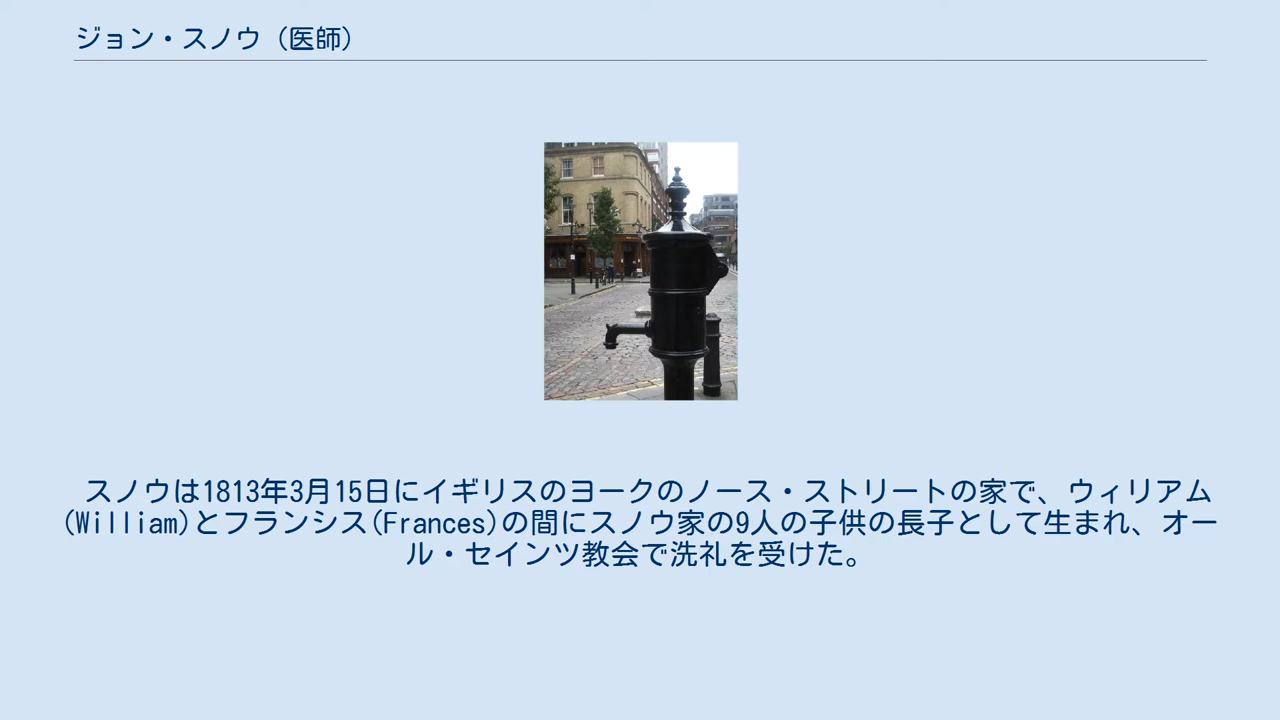 ジョン・スノウ（医師）
スノウは1813年3月15日にイギリスのヨークのノース・ストリートの家で、ウィリアム
(William)とフランシス(Frances)の間にスノウ家の9人の子供の長子として生まれ、オー
ル・セインツ教会で洗礼を受けた。